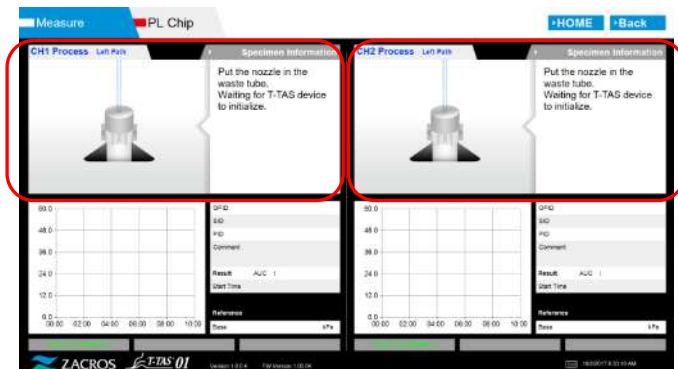 Measure
PL Chip
HOME
Back
CH1 Process Left Path
Specimen Information
Put the nozzle in the
waste tube.
Waiting for T-TAS device
to initialize.
CH2 Process Left Path
Specimen Information
Put the nozzle in the
waste tube.
Waiting for T-TAS device
to initialize.
60.0
48.0
36.0
24.0
12.0
0.0
00:00 02:00 04:00 06:00 08:00 10:00
OPID
SID
PID
Comment
Result AUC :
Start Time
Reference
Base kPa
60.0
48.0
36.0
24.0
12.0
0.0
00:00 02:00 04:00 06:00 08:00 10:00
OPID
SID
PID
Comment
Result AUC :
Start Time
Reference
Base kPa
ZACROS T-TAS 01